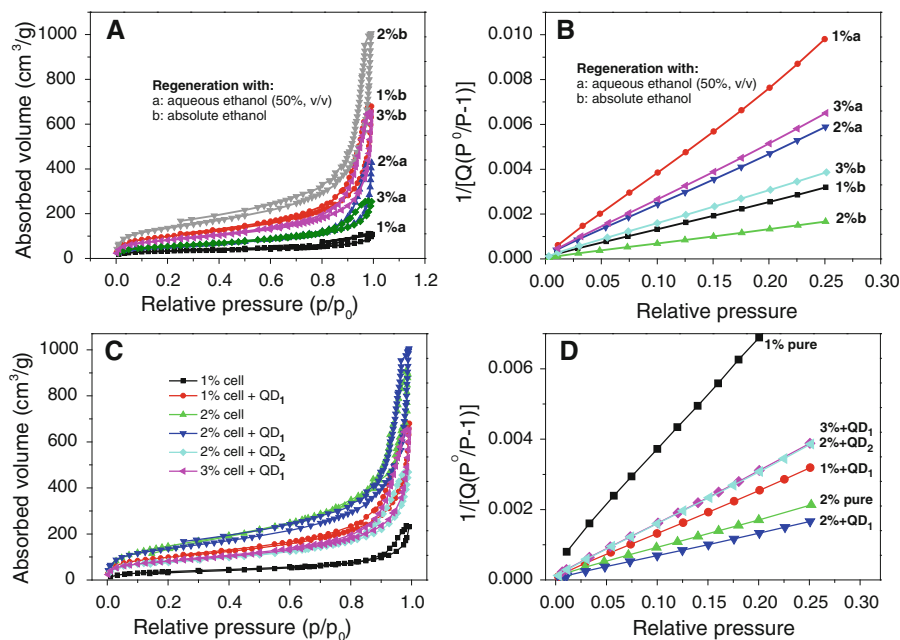 A
Absorbed volume (cm³/g)
1000
800
600
400
200
0
Regeneration with:
a: aqueous ethanol (50%, v/v)
b: absolute ethanol
2%b
1%b
3%b
2%a
3%a
1%a
0.0 0.2 0.4 0.6 0.8 1.0 1.2
Relative pressure (p/p₀)
B
1/[Q(P⁰/P-1)]
0.010
0.008
0.006
0.004
0.002
0.000
Regeneration with:
a: aqueous ethanol (50%, v/v)
b: absolute ethanol
1%a
3%a
2%a
3%b
1%b
2%b
0.00 0.05 0.10 0.15 0.20 0.25 0.30
Relative pressure
C
Absorbed volume (cm³/g)
1000
800
600
400
200
0
1% cell
1% cell + QD₁
2% cell
2% cell + QD₁
2% cell + QD₂
3% cell + QD₁
0.0 0.2 0.4 0.6 0.8 1.0
Relative pressure (p/p₀)
D
1/[Q(P⁰/P-1)]
0.006
0.004
0.002
0.000
1% pure
3%+QD₁
2%+QD₂
1%+QD₁
2% pure
2%+QD₁
0.00 0.05 0.10 0.15 0.20 0.25 0.30
Relative pressure